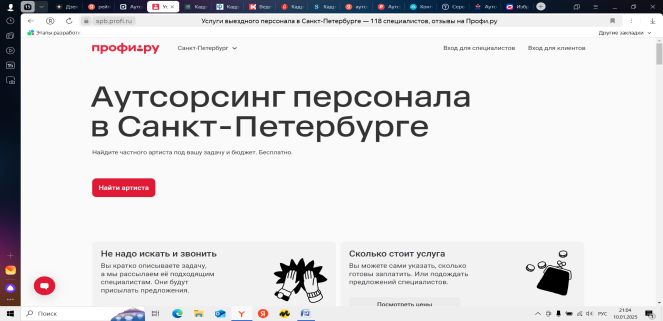 spb.profi.ru
Услуги выездного персонала в Санкт-Петербурге — 118 специалистов, отзывы на Профи.ру
Этапы разработк
Другие закладки
профи.ру
Санкт-Петербург
Вход для специалистов
Вход для клиентов
Аутсорсинг персонала
в Санкт-Петербурге
Найдите частного артиста под вашу задачу и бюджет. Бесплатно.
Найти артиста
Не надо искать и звонить
Вы кратко описываете задачу,
а мы рассылаем её подходящим
специалистам. Они будут
присылать предложения.
Сколько стоит услуга
Вы можете сами указать, сколько
готовы заплатить. Или подождать
предложений специалистов.
Посмотреть цены
Поиск
РУС
21:04
10.01.2025